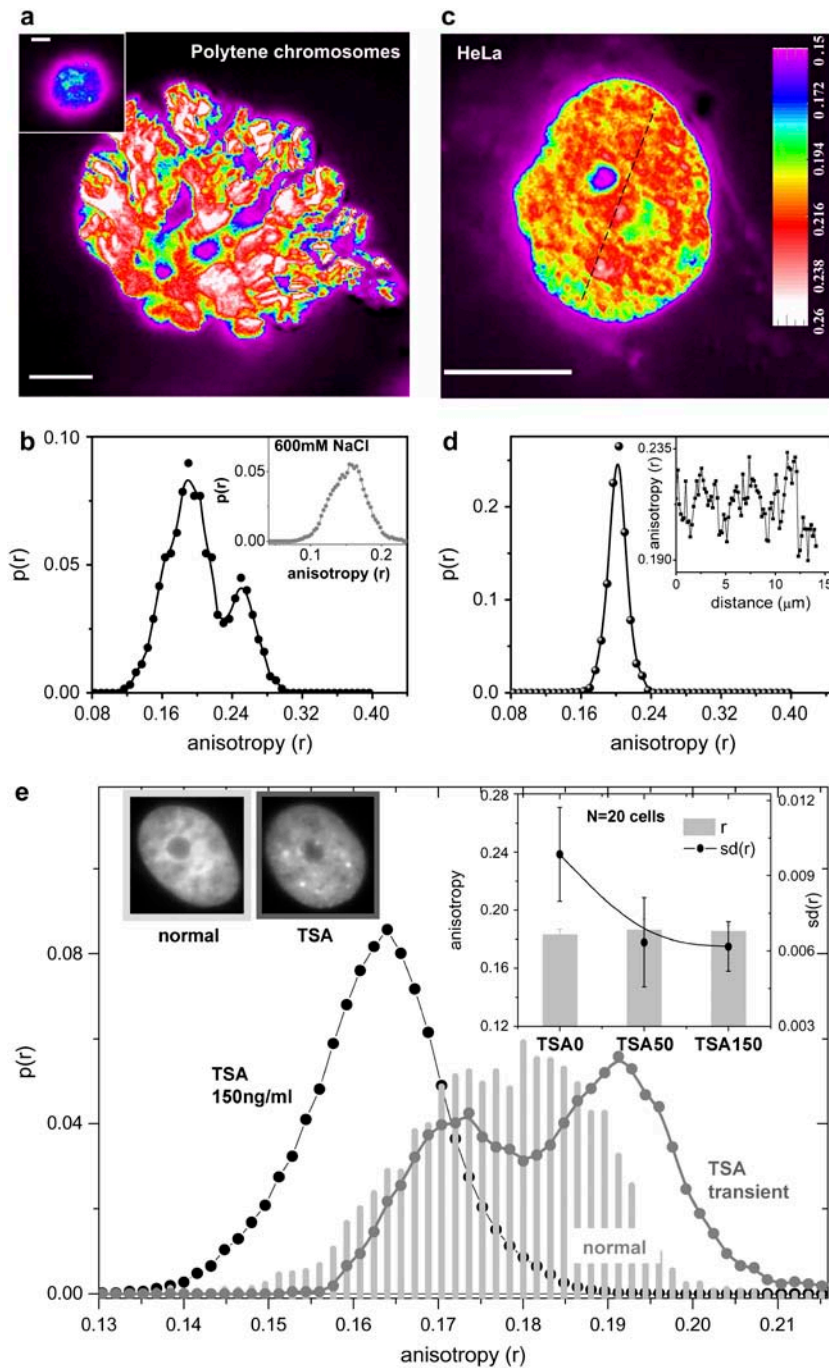 a
Polytene chromosomes
c
HeLa
0.15
0.172
0.194
0.216
0.238
0.26
b
0.10
0.05
0.00
p(r)
0.08 0.16 0.24 0.32 0.40
anisotropy (r)
600mM NaCl
0.05
0.00
p(r)
0.1 0.2
anisotropy (r)
d
0.2
0.1
0.0
p(r)
0.08 0.16 0.24 0.32 0.40
anisotropy (r)
0.235
0.190
anisotropy (r)
0 5 10 15
distance (μm)
e
normal
TSA
0.08
0.04
0.00
p(r)
TSA
150ng/ml
normal
TSA
transient
0.28
0.24
0.20
0.16
0.12
anisotropy
N=20 cells
r
sd(r)
0.012
0.009
0.006
0.003
sd(r)
TSA0 TSA50 TSA150
0.13 0.14 0.15 0.16 0.17 0.18 0.19 0.20 0.21
anisotropy (r)